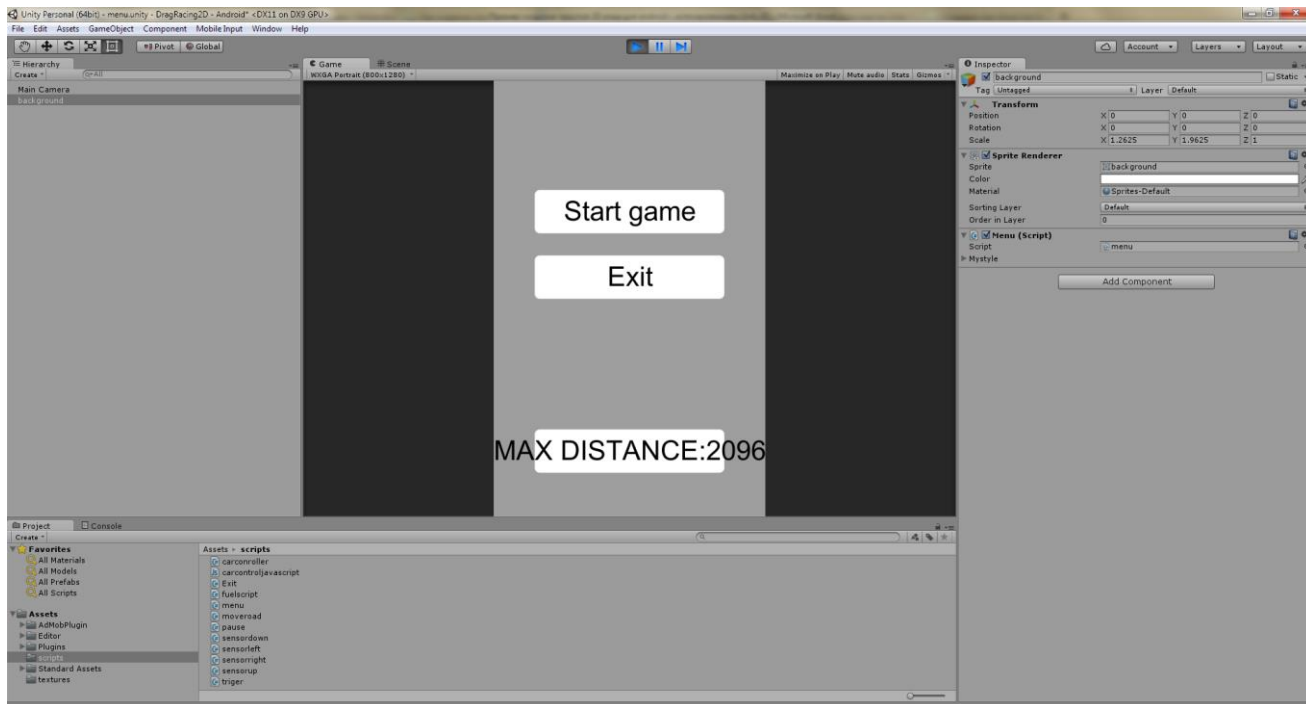 Unity Personal (64bit) - menu.unity - DragRacing2D - Android* <DX11 on DX9 GPU>
File Edit Assets GameObject Component Mobile Input Window Help
Pivot Global
Account Layers Layout
Hierarchy
Create All
Main Camera
background
Game Scene
WXGA Portrait (800x1280) Maximize on Play Mute audio Stats Gizmos
Start game
Exit
MAX DISTANCE:2096
Inspector
background Static
Tag Untagged Layer Default
Transform
Position X 0 Y 0 Z 0
Rotation X 0 Y 0 Z 0
Scale X 1.2625 Y 1.9625 Z 1
Sprite Renderer
Sprite background
Color
Material Sprites-Default
Sorting Layer Default
Order in Layer 0
Menu (Script)
Script menu
Mystyle
Add Component
Project Console
Create
Favorites
All Materials
All Models
All Prefabs
All Scripts
Assets
AdMobPlugin
Editor
Plugins
scripts
Standard Assets
textures
Assets scripts
carconroller
carcontroljavascript
Exit
fuelscript
menu
moveroad
pause
sensordown
sensorleft
sensorright
sensorup
triger